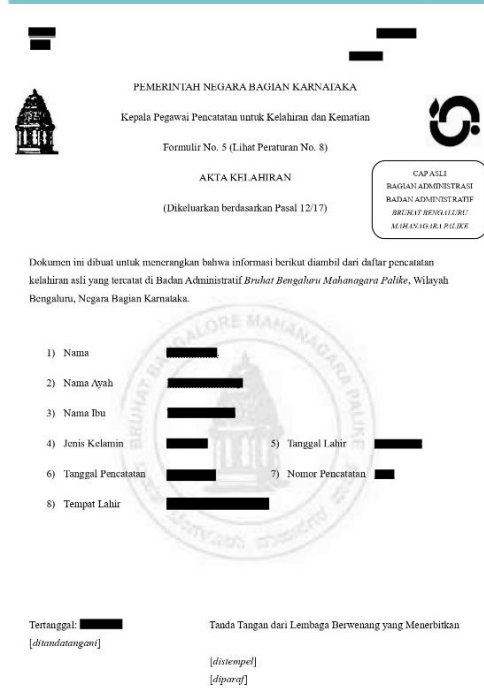 PEMERINTAH NEGARA BAGIAN KARNATAKA
Kepala Pegawai Pencatatan untuk Kelahiran dan Kematian
Formulir No. 5 (Lihat Peraturan No. 8)
AKTA KELAHIRAN
(Dikeluarkan berdasarkan Pasal 12/17)
CAP ASLI
BAGIAN ADMINISTRASI
BADAN ADMINISTRATIF
BRUHAT BENGALURU
MAHANAGARA PALIKE
Dokumen ini dibuat untuk menerangkan bahwa informasi berikut diambil dari daftar pencatatan
kelahiran asli yang tercatat di Badan Administratif Bruhat Bengaluru Mahanagara Palike, Wilayah
Bengaluru, Negara Bagian Karnataka.
BRUHAT BANGALORE MAHANAGARA PALIKE
1) Nama
2) Nama Ayah
3) Nama Ibu
4) Jenis Kelamin 5) Tanggal Lahir
6) Tanggal Pencatatan 7) Nomor Pencatatan
8) Tempat Lahir
Tertanggal: Tanda Tangan dari Lembaga Berwenang yang Menerbitkan
[ditandatangani]
[distempel]
[diparaf]